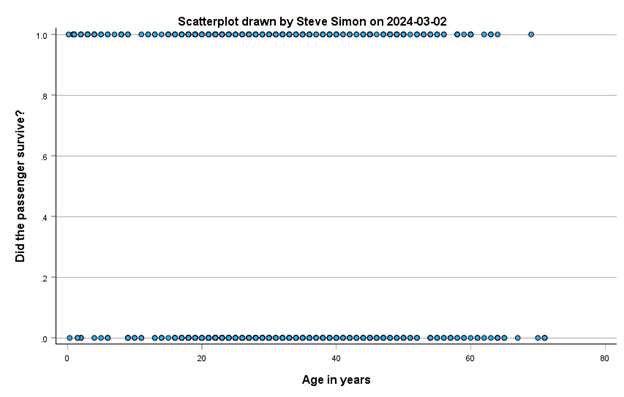 Scatterplot drawn by Steve Simon on 2024-03-02
1.0
.8
.6
.4
.2
.0
Did the passenger survive?
0 20 40 60 80
Age in years